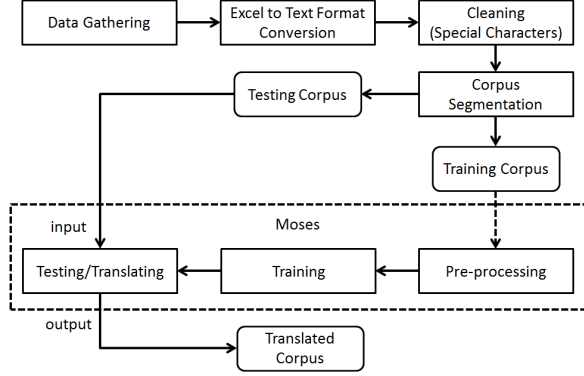 Data Gathering
Excel to Text Format
Conversion
Cleaning
(Special Characters)
Testing Corpus
Corpus
Segmentation
Training Corpus
input
Moses
Testing/Translating
Training
Pre-processing
output
Translated
Corpus